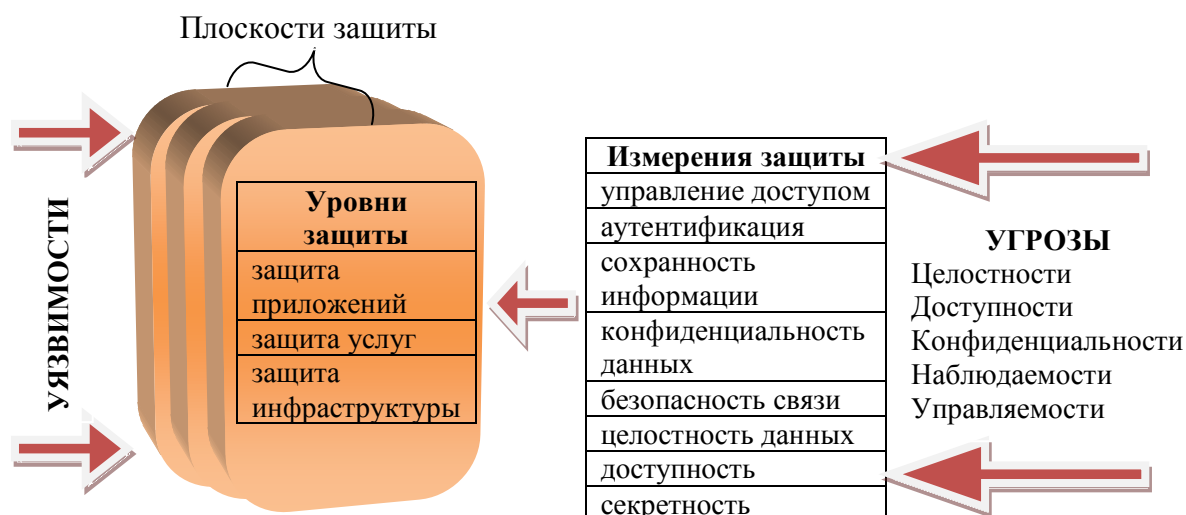 Плоскости защиты
УЯЗВИМОСТИ
Уровни
защиты
защита
приложений
защита услуг
защита
инфраструктуры
Измерения защиты
управление доступом
аутентификация
сохранность
информации
конфиденциальность
данных
безопасность связи
целостность данных
доступность
секретность
УГРОЗЫ
Целостности
Доступности
Конфиденциальности
Наблюдаемости
Управляемости